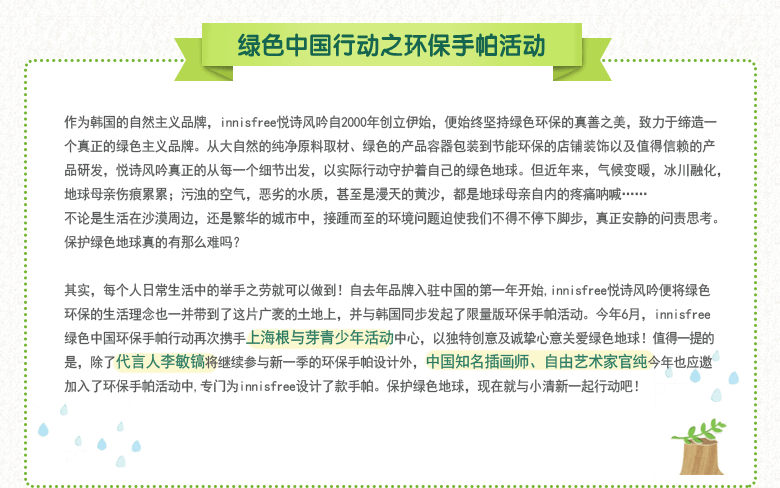 绿色中国行动之环保手帕活动
作为韩国的自然主义品牌，innisfree悦诗风吟自2000年创立伊始，便始终坚持绿色环保的真善之美，致力于缔造一
个真正的绿色主义品牌。从大自然的纯净原料取材、绿色的产品容器包装到节能环保的店铺装饰以及值得信赖的产
品研发，悦诗风吟真正的从每一个细节出发，以实际行动守护着自己的绿色地球。但近年来，气候变暖，冰川融化，
地球母亲伤痕累累；污浊的空气，恶劣的水质，甚至是漫天的黄沙，都是地球母亲自内的疼痛呐喊……
不论是生活在沙漠周边，还是繁华的城市中，接踵而至的环境问题迫使我们不得不停下脚步，真正安静的问责思考。
保护绿色地球真的有那么难吗？
其实，每个人日常生活中的举手之劳就可以做到！自去年品牌入驻中国的第一年开始,innisfree悦诗风吟便将绿色
环保的生活理念也一并带到了这片广袤的土地上，并与韩国同步发起了限量版环保手帕活动。今年6月，innisfree
绿色中国环保手帕行动再次携手上海根与芽青少年活动中心，以独特创意及诚挚心意关爱绿色地球！值得一提的
是，除了代言人李敏镐将继续参与新一季的环保手帕设计外，中国知名插画师、自由艺术家官纯今年也应邀
加入了环保手帕活动中,专门为innisfree设计了款手帕。保护绿色地球，现在就与小清新一起行动吧！